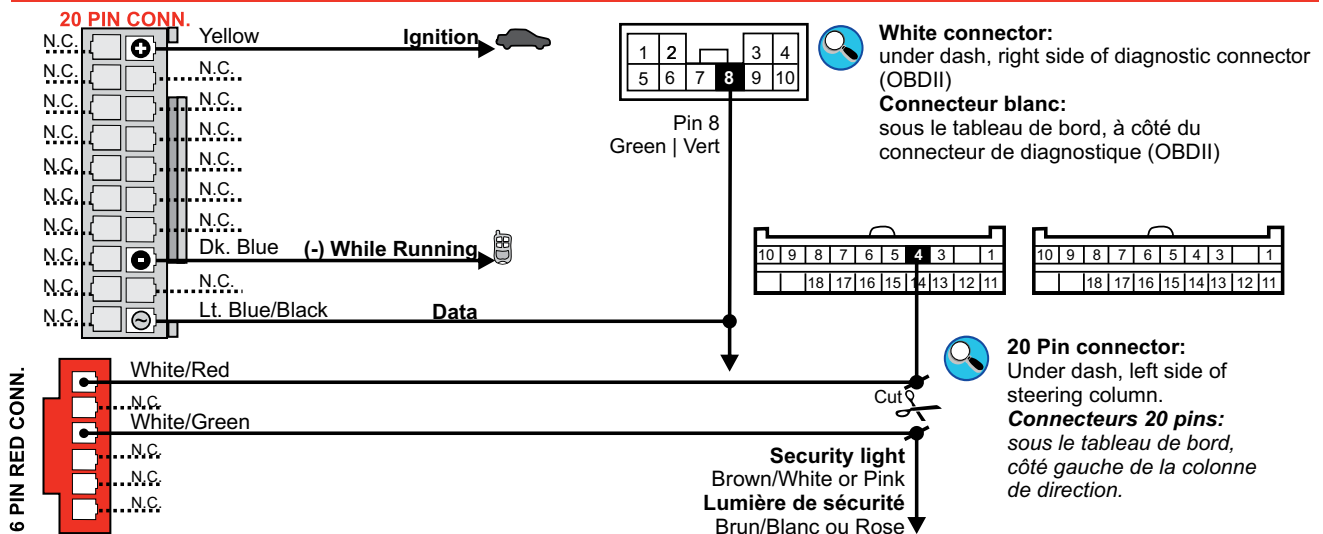 20 PIN CONN.
N.C. Yellow Ignition
N.C. N.C.
N.C. N.C.
N.C. N.C.
N.C. N.C.
N.C. N.C.
N.C. N.C.
N.C. Dk. Blue (-) While Running
N.C. N.C.
N.C. Lt. Blue/Black Data
1 2 3 4
5 6 7 8 9 10
Pin 8
Green | Vert
White connector:
under dash, right side of diagnostic connector
(OBDII)
Connecteur blanc:
sous le tableau de bord, à côté du
connecteur de diagnostique (OBDII)
10 9 8 7 6 5 4 3 1
18 17 16 15 14 13 12 11
10 9 8 7 6 5 4 3 1
18 17 16 15 14 13 12 11
20 Pin connector:
Under dash, left side of
steering column.
Connecteurs 20 pins:
sous le tableau de bord,
côté gauche de la colonne
de direction.
6 PIN RED CONN.
White/Red
N.C.
White/Green
N.C.
N.C.
N.C.
Cut
Security light
Brown/White or Pink
Lumière de sécurité
Brun/Blanc ou Rose